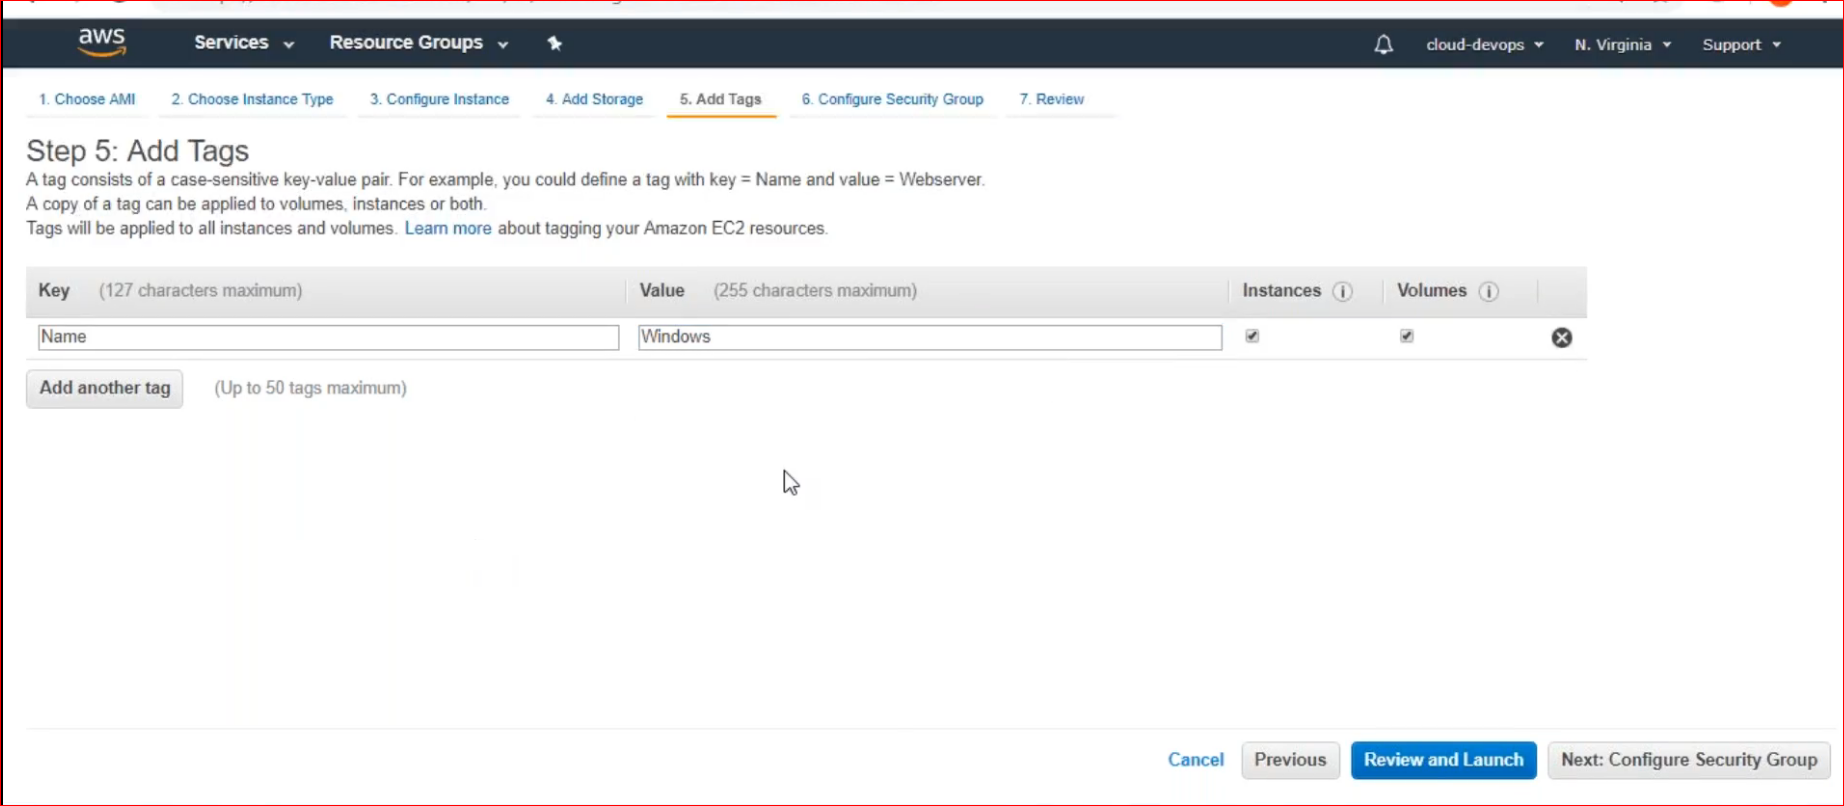 aws
Services Resource Groups cloud-devops N. Virginia Support
1. Choose AMI 2. Choose Instance Type 3. Configure Instance 4. Add Storage 5. Add Tags 6. Configure Security Group 7. Review
Step 5: Add Tags
A tag consists of a case-sensitive key-value pair. For example, you could define a tag with key = Name and value = Webserver.
A copy of a tag can be applied to volumes, instances or both.
Tags will be applied to all instances and volumes. Learn more about tagging your Amazon EC2 resources.
Key (127 characters maximum) Value (255 characters maximum) Instances i Volumes i
Name Windows
Add another tag (Up to 50 tags maximum)
Cancel Previous Review and Launch Next: Configure Security Group